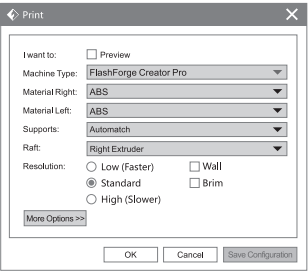 Print
I want to: Preview
Machine Type: FlashForge Creator Pro
Material Right: ABS
Material Left: ABS
Supports: Automatch
Raft: Right Extruder
Resolution: Low (Faster) Wall
Standard Brim
High (Slower)
More Options >>
OK Cancel Save Configuration